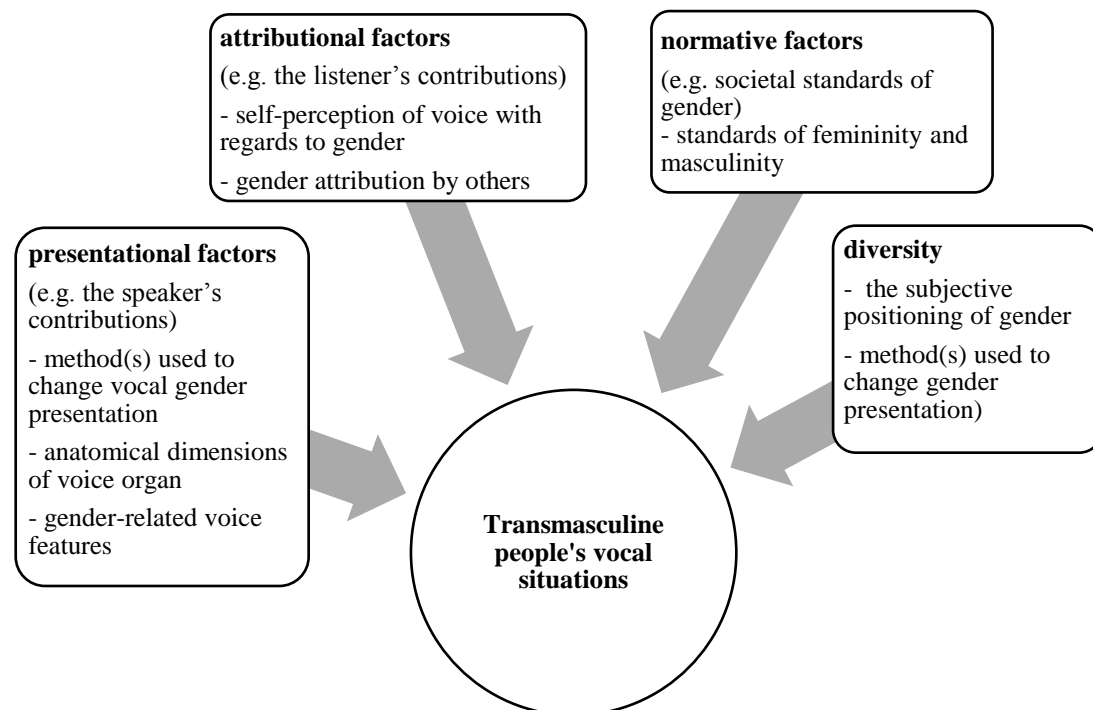 attributional factors
(e.g. the listener's contributions)
- self-perception of voice with
regards to gender
- gender attribution by others
normative factors
(e.g. societal standards of
gender)
- standards of femininity and
masculinity
presentational factors
(e.g. the speaker's
contributions)
- method(s) used to
change vocal gender
presentation
- anatomical dimensions
of voice organ
- gender-related voice
features
diversity
- the subjective
positioning of gender
- method(s) used to
change gender
presentation)
Transmasculine
people's vocal
situations